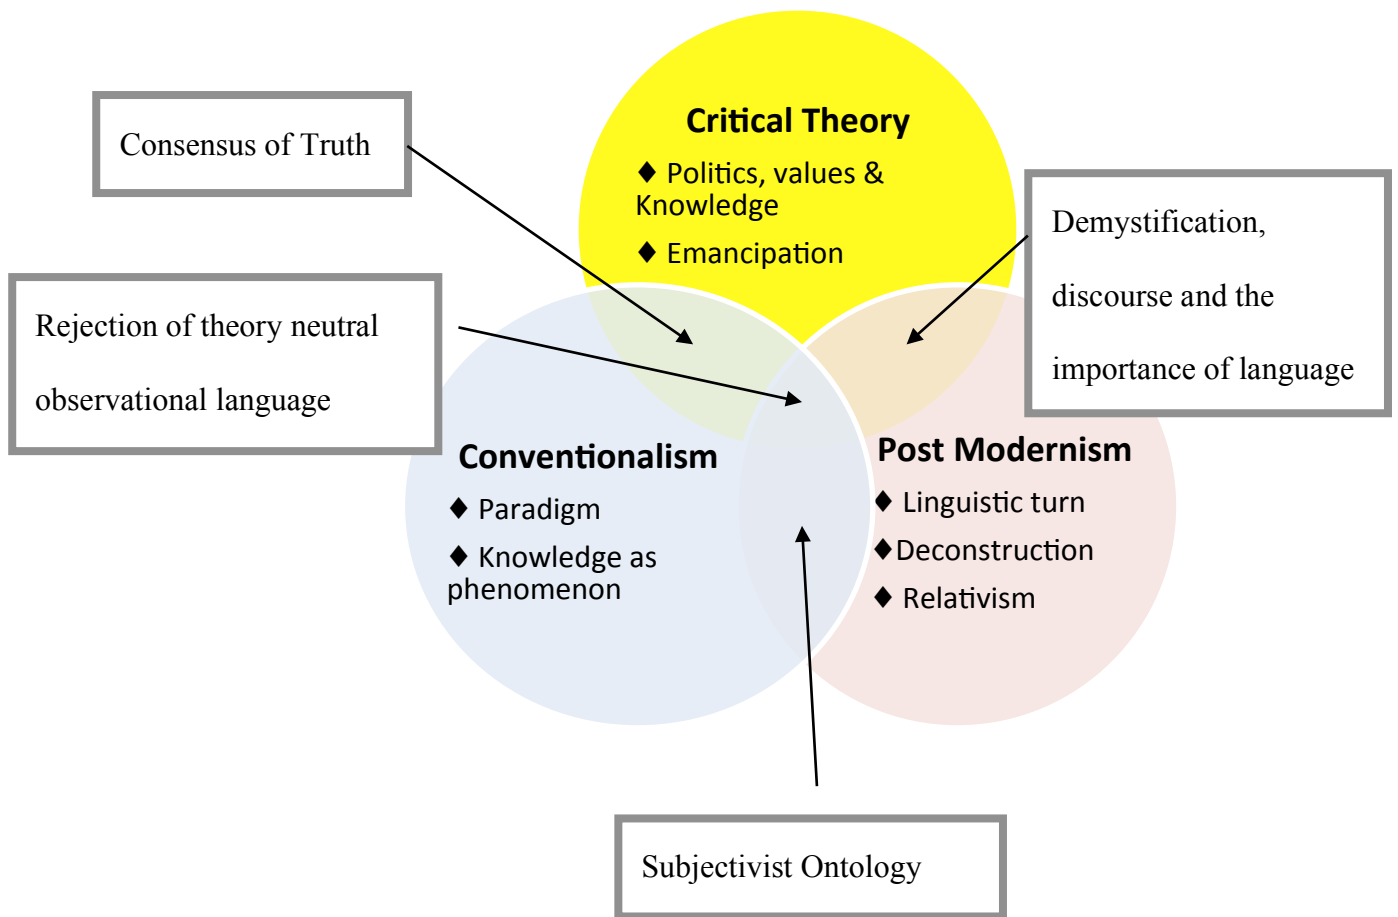 Critical Theory
♦ Politics, values &
Knowledge
♦ Emancipation
Consensus of Truth
Demystification,
discourse and the
importance of language
Rejection of theory neutral
observational language
Conventionalism
♦ Paradigm
♦ Knowledge as
phenomenon
Post Modernism
♦ Linguistic turn
♦Deconstruction
♦ Relativism
Subjectivist Ontology